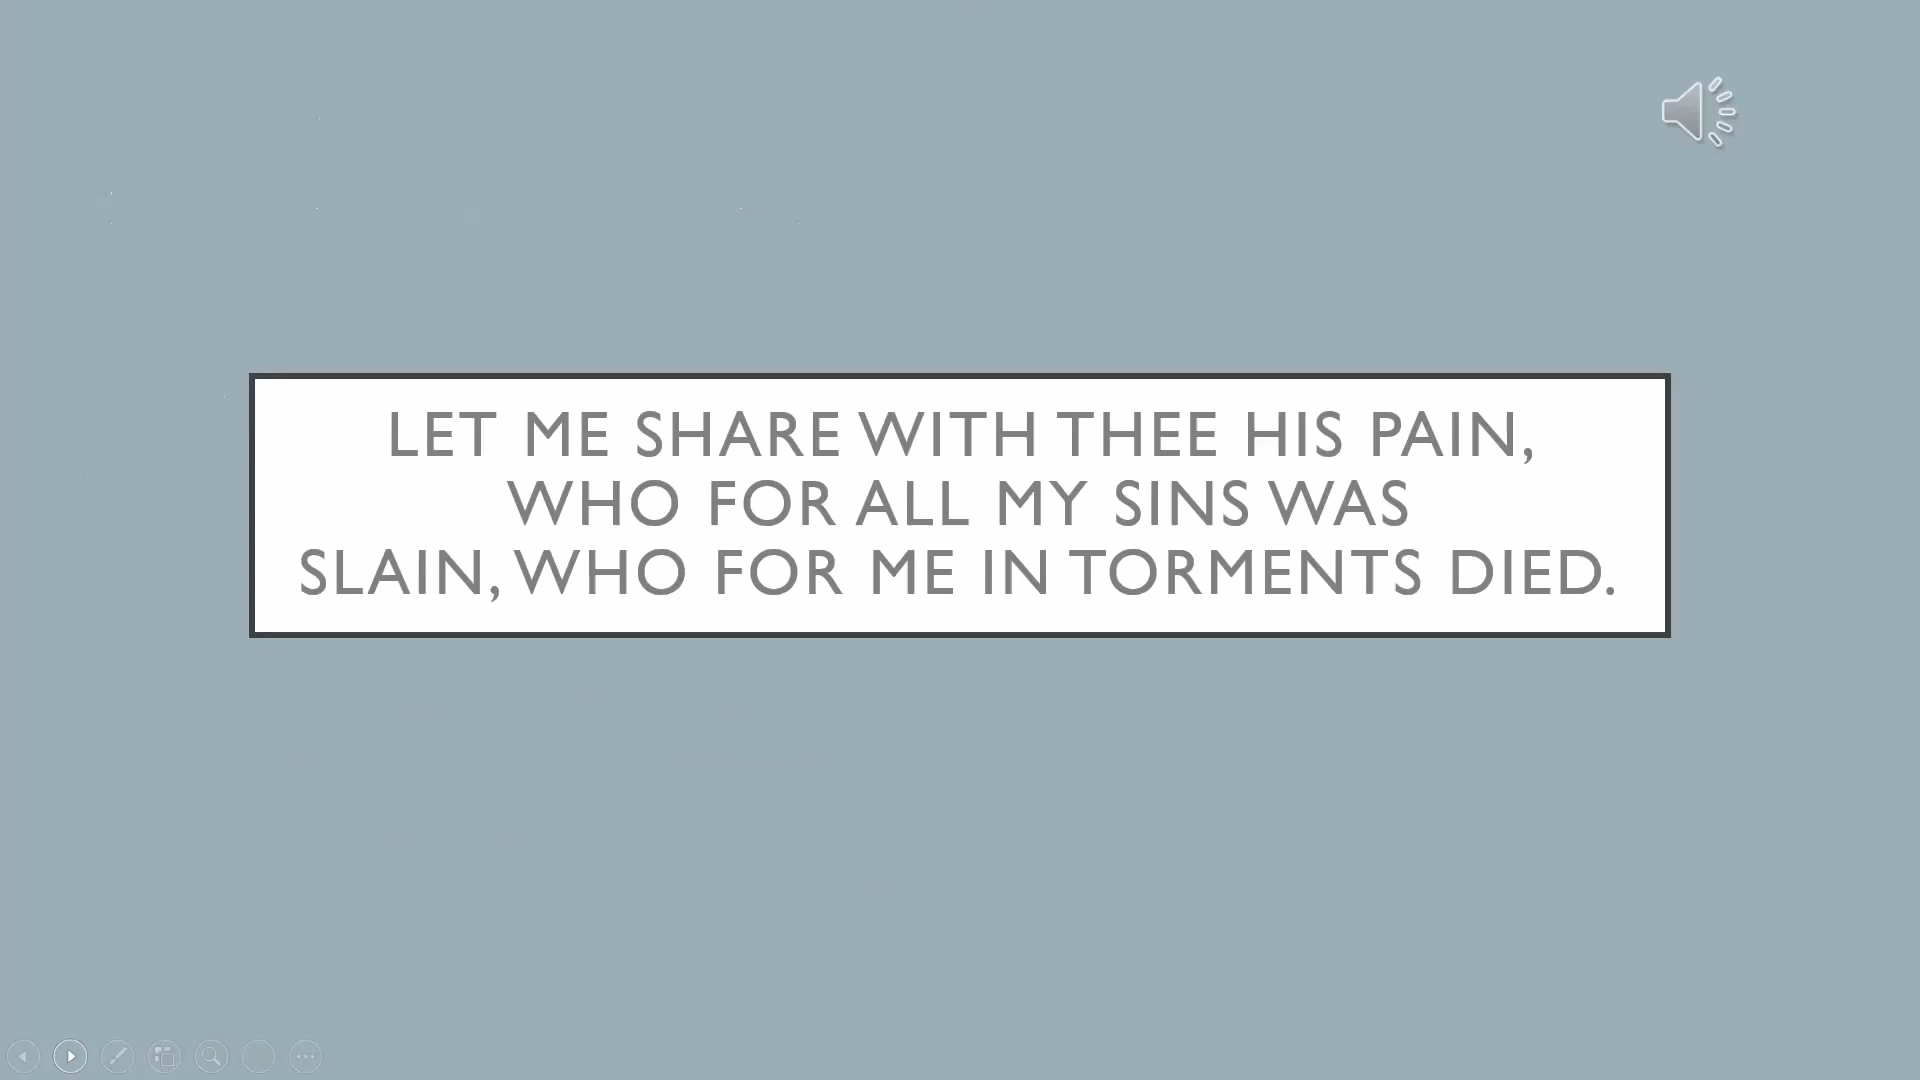 LET ME SHARE WITH THEE HIS PAIN,
WHO FOR ALL MY SINS WAS
SLAIN, WHO FOR ME IN TORMENTS DIED.